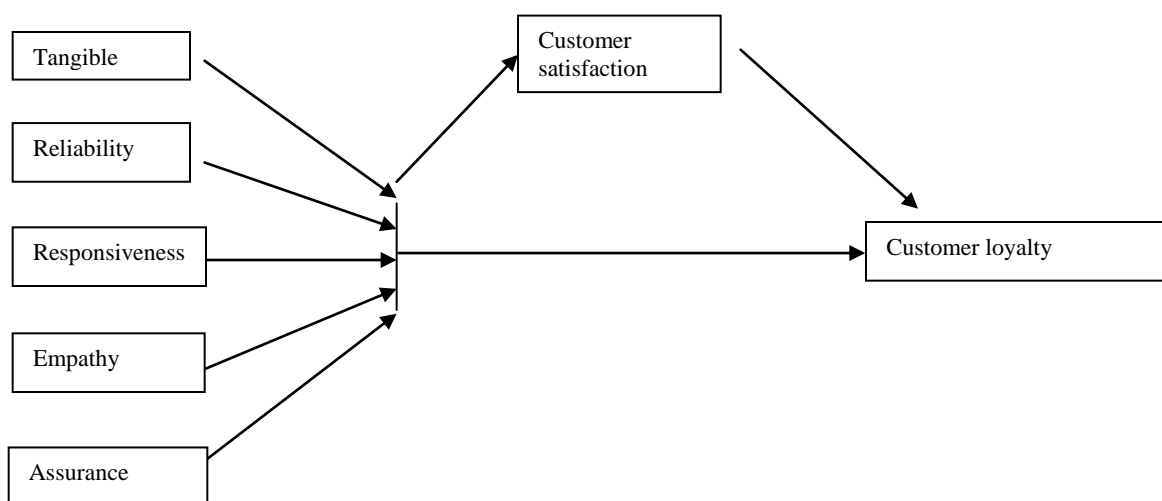 Tangible
Customer
satisfaction
Reliability
Responsiveness
Customer loyalty
Empathy
Assurance